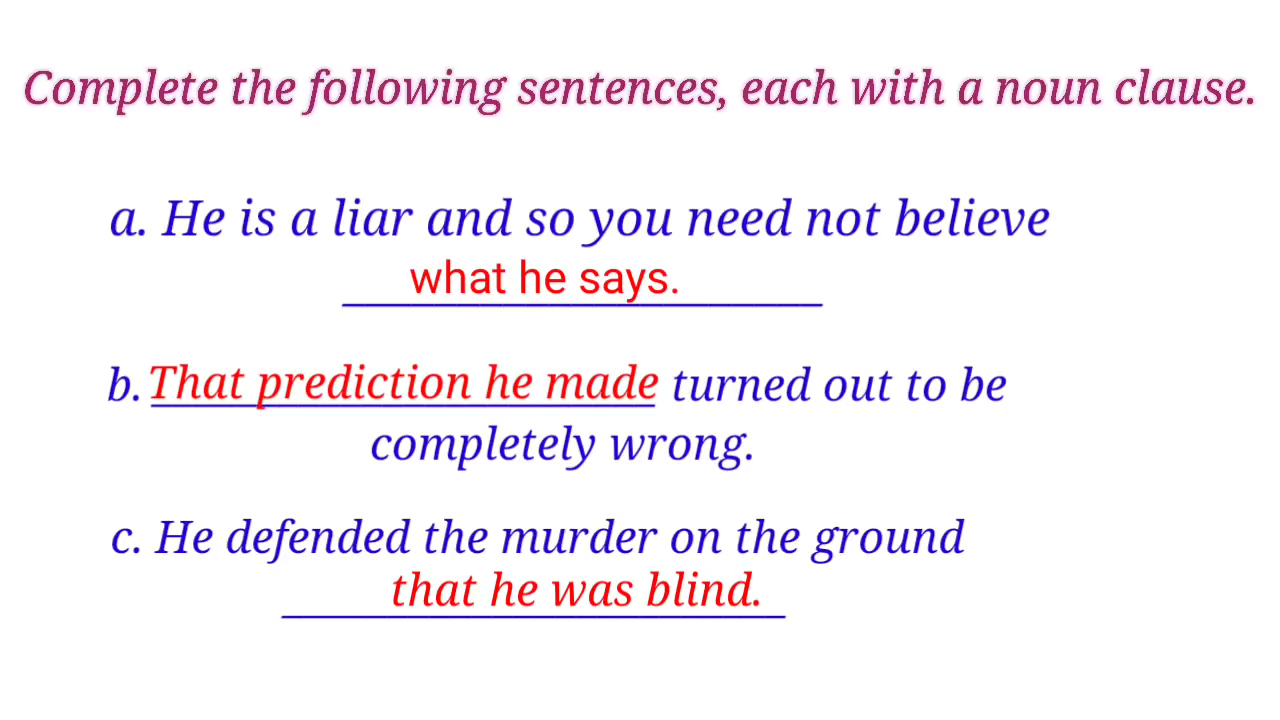 Complete the following sentences, each with a noun clause.
a. He is a liar and so you need not believe
what he says.
b. That prediction he made turned out to be
completely wrong.
c. He defended the murder on the ground
that he was blind.